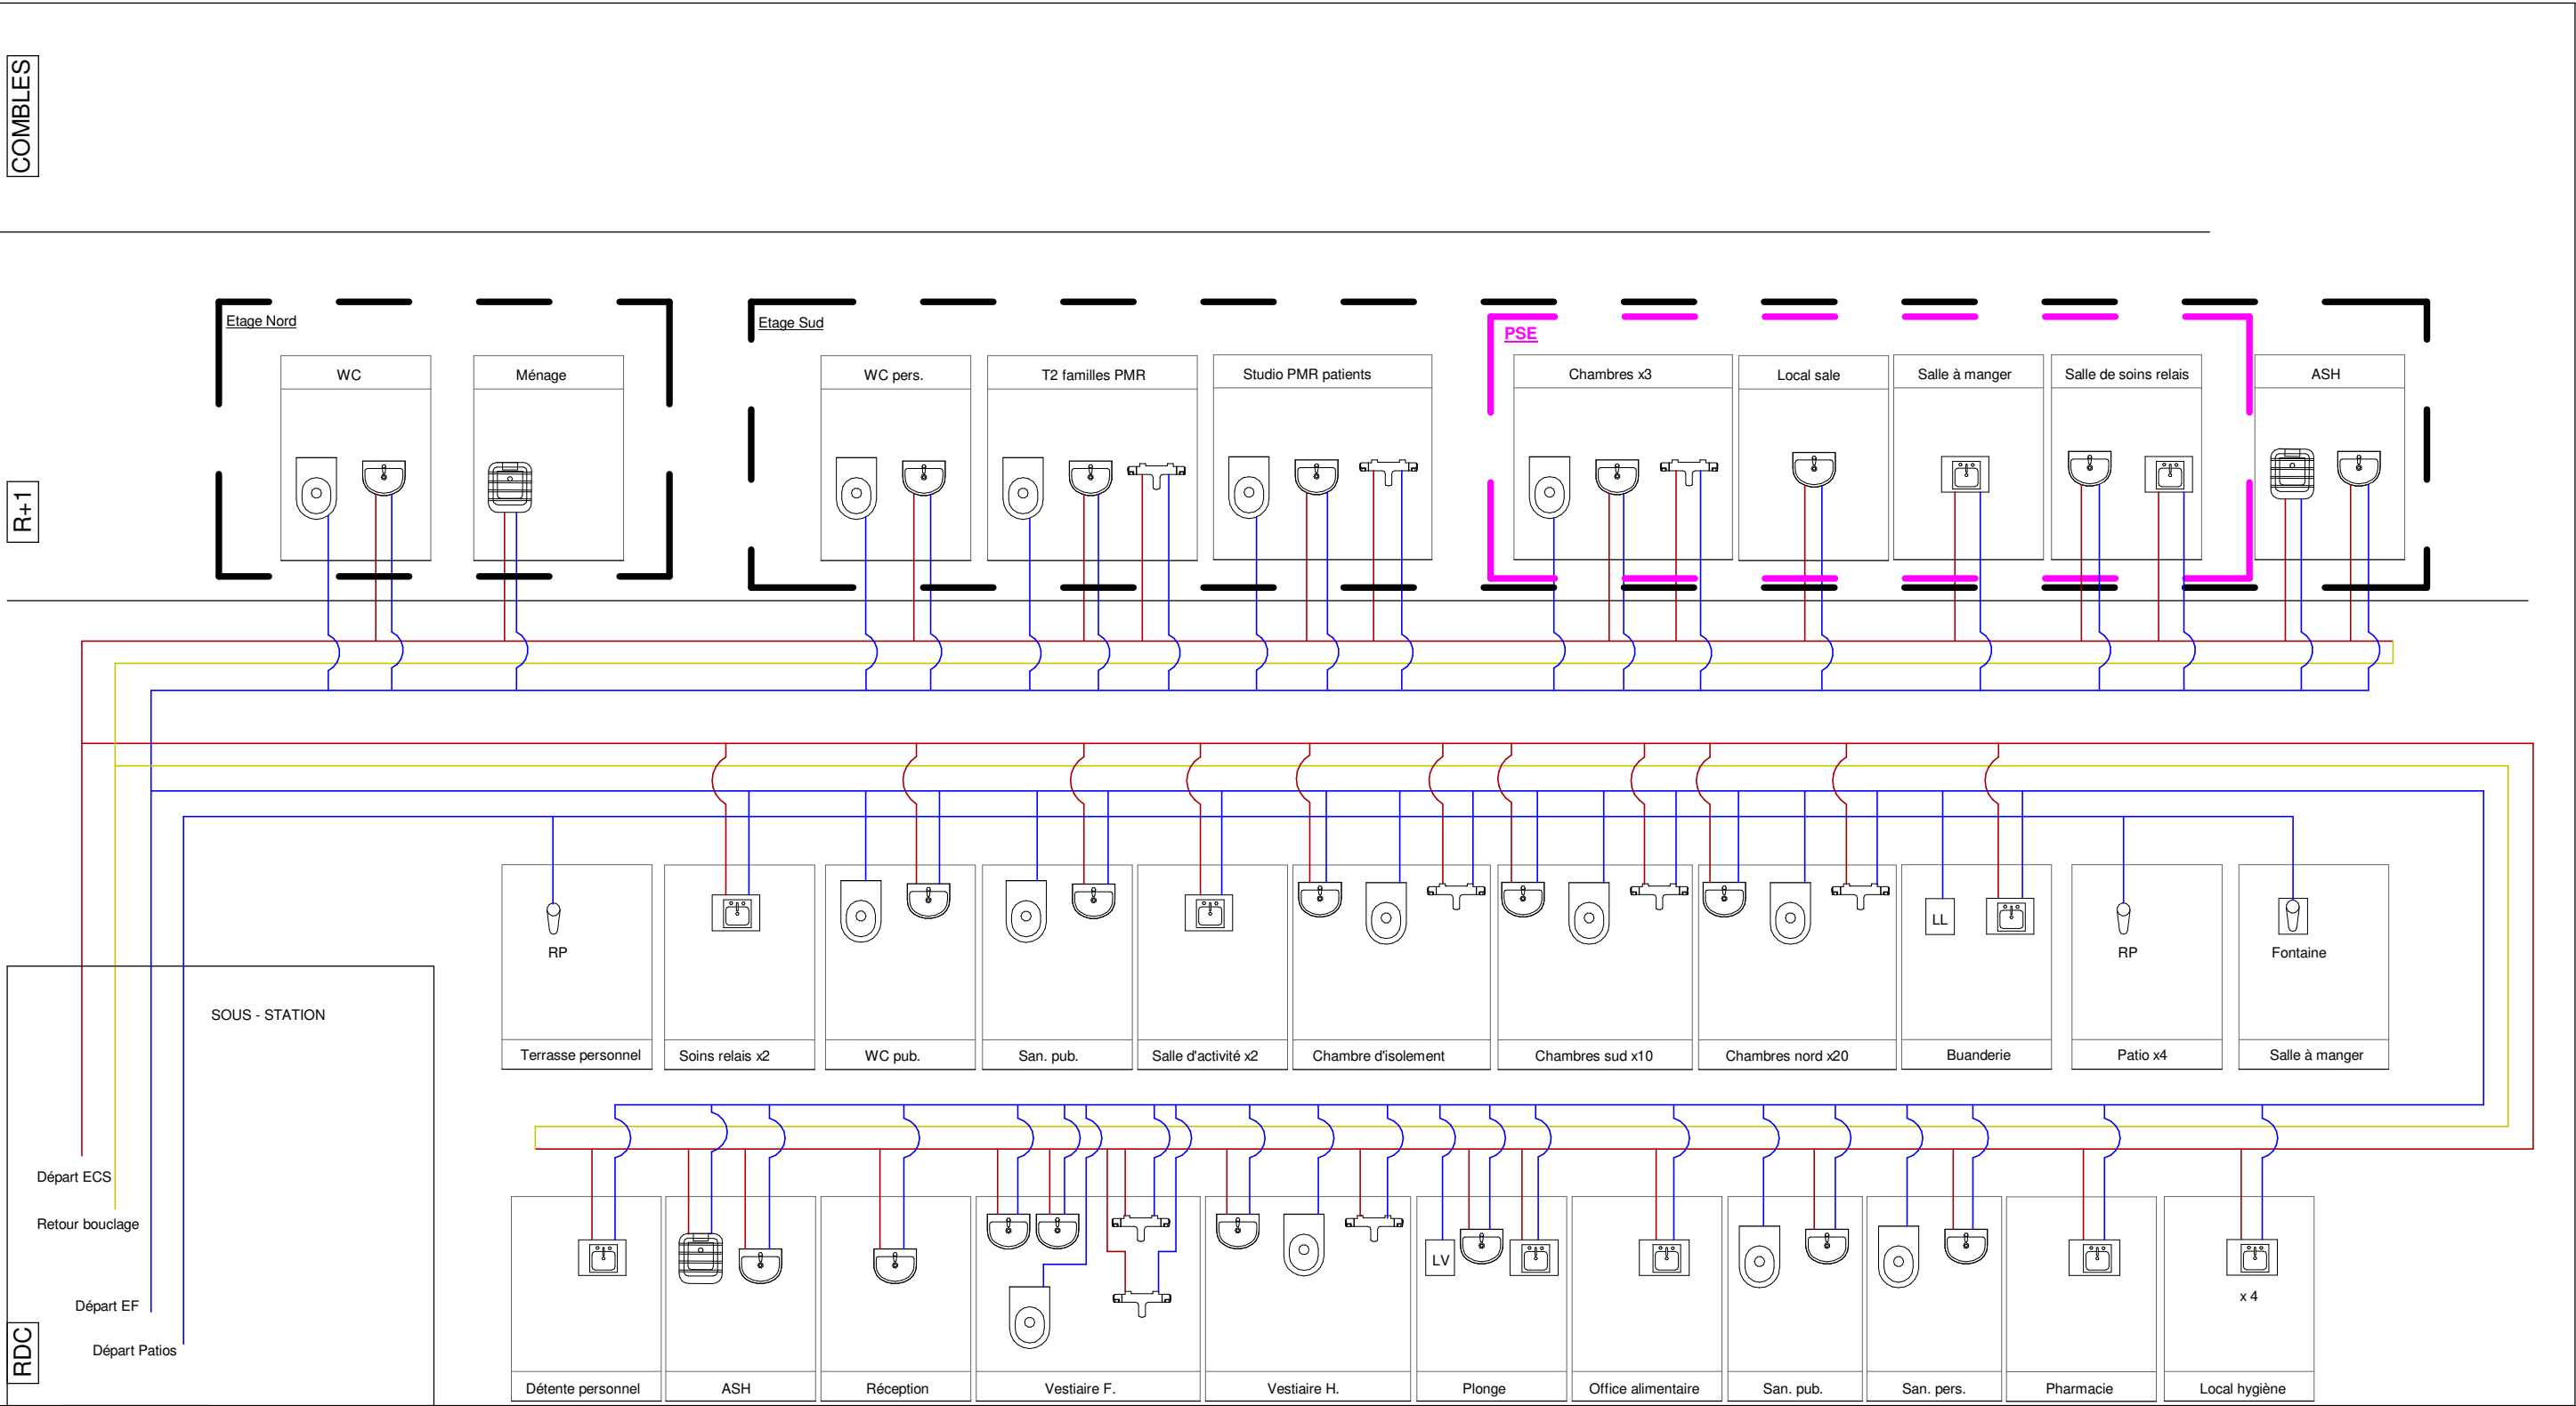 COMBLES
Etage Nord
WC
Ménage
Etage Sud
WC pers.
T2 familles PMR
Studio PMR patients
PSE
Chambres x3
Local sale
Salle à manger
Salle de soins relais
ASH
R+1
RP
Terrasse personnel
Soins relais x2
WC pub.
San. pub.
Salle d'activité x2
Chambre d'isolement
Chambres sud x10
Chambres nord x20
LL
Buanderie
RP
Patio x4
Fontaine
Salle à manger
SOUS - STATION
Départ ECS
Retour bouclage
Départ EF
Départ Patios
RDC
Détente personnel
ASH
Réception
Vestiaire F.
Vestiaire H.
LV
Plonge
Office alimentaire
San. pub.
San. pers.
Pharmacie
x 4
Local hygiène